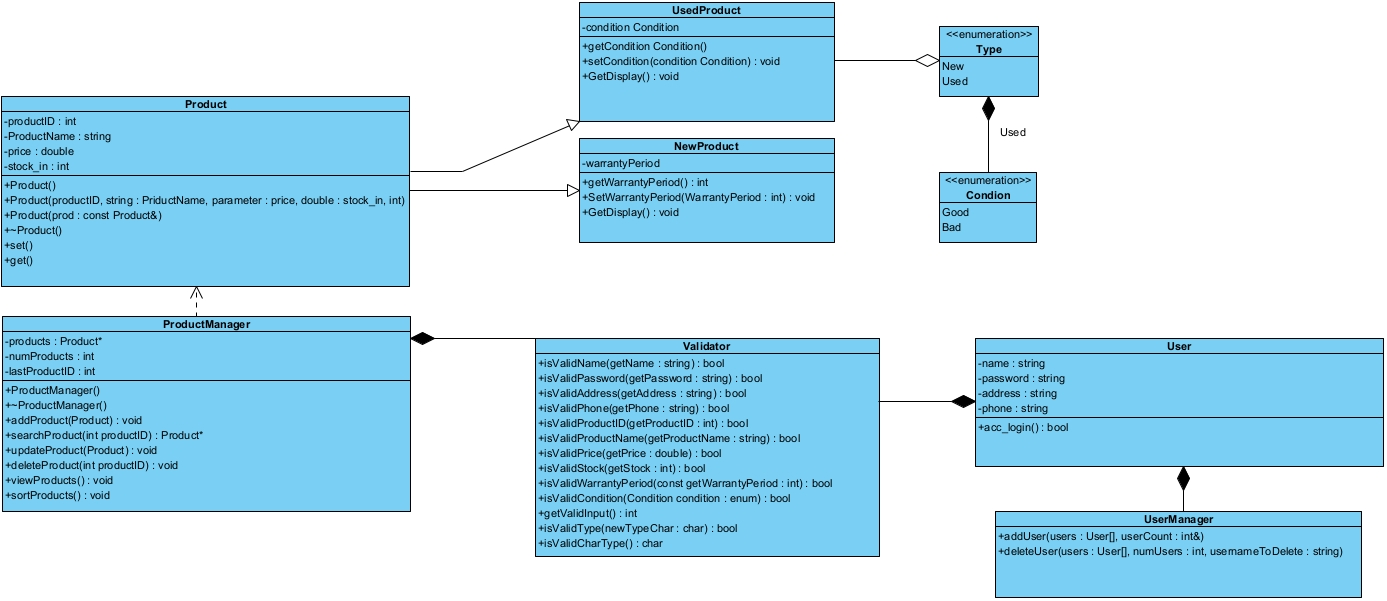 UsedProduct
-condition Condition
+getCondition Condition()
+setCondition(condition Condition) : void
+GetDisplay() : void
<<enumeration>>
Type
New
Used
Used
<<enumeration>>
Condion
Good
Bad
Product
-productID : int
-ProductName : string
-price : double
-stock_in : int
+Product()
+Product(productID, string : PriductName, parameter : price, double : stock_in, int)
+Product(prod : const Product&)
+~Product()
+set()
+get()
NewProduct
-warrantyPeriod
+getWarrantyPeriod() : int
+SetWarrantyPeriod(WarrantyPeriod : int) : void
+GetDisplay() : void
ProductManager
-products : Product*
-numProducts : int
-lastProductID : int
+ProductManager()
+~ProductManager()
+addProduct(Product) : void
+searchProduct(int productID) : Product*
+updateProduct(Product) : void
+deleteProduct(int productID) : void
+viewProducts() : void
+sortProducts() : void
Validator
+isValidName(getName : string) : bool
+isValidPassword(getPassword : string) : bool
+isValidAddress(getAddress : string) : bool
+isValidPhone(getPhone : string) : bool
+isValidProductID(getProductID : int) : bool
+isValidProductName(getProductName : string) : bool
+isValidPrice(getPrice : double) : bool
+isValidStock(getStock : int) : bool
+isValidWarrantyPeriod(const getWarrantyPeriod : int) : bool
+isValidCondition(Condition condition : enum) : bool
+getValidInput() : int
+isValidType(newTypeChar : char) : bool
+isValidCharType() : char
User
-name : string
-password : string
-address : string
-phone : string
+acc_login() : bool
UserManager
+addUser(users : User[], userCount : int&)
+deleteUser(users : User[], numUsers : int, usernameToDelete : string)